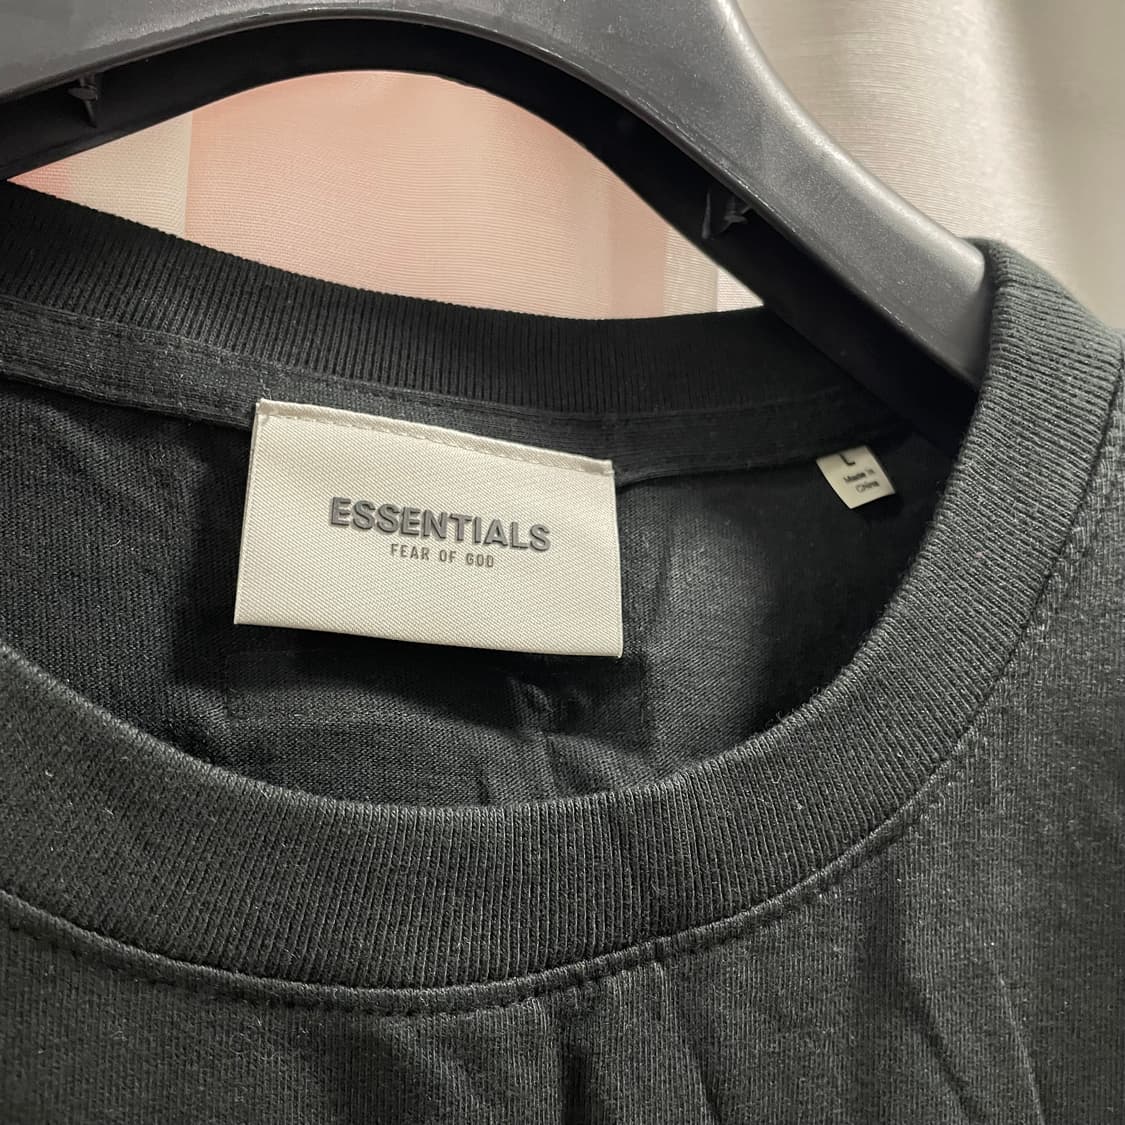 ESSENTIALS
FEAR OF GOD
L
Made in
China